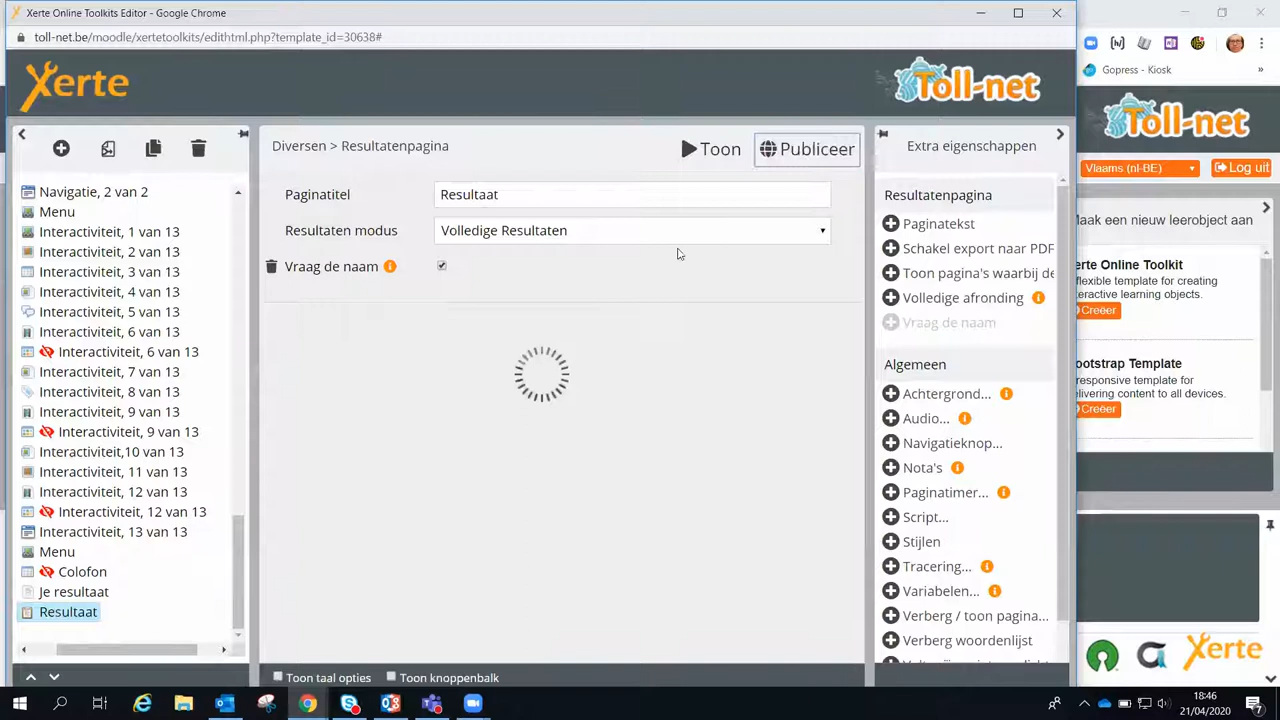 Xerte Online Toolkits Editor - Google Chrome
toll-net.be/moodle/xertetoolkits/edithtml.php?template_id=30638#
Xerte
Toll-net
Navigatie, 2 van 2
Menu
Interactiviteit, 1 van 13
Interactiviteit, 2 van 13
Interactiviteit, 3 van 13
Interactiviteit, 4 van 13
Interactiviteit, 5 van 13
Interactiviteit, 6 van 13
Interactiviteit, 6 van 13
Interactiviteit, 7 van 13
Interactiviteit, 8 van 13
Interactiviteit, 9 van 13
Interactiviteit, 9 van 13
Interactiviteit,10 van 13
Interactiviteit, 11 van 13
Interactiviteit, 12 van 13
Interactiviteit, 12 van 13
Interactiviteit, 13 van 13
Menu
Colofon
Je resultaat
Resultaat
Diversen > Resultatenpagina
Toon
Publiceer
Paginatitel
Resultaat
Resultaten modus
Volledige Resultaten
Vraag de naam
Toon taal opties
Toon knoppenbalk
Extra eigenschappen
Resultatenpagina
Paginatekst
Schakel export naar PDF
Toon pagina's waarbij de
Volledige afronding
Vraag de naam
Algemeen
Achtergrond...
Audio...
Navigatieknop...
Nota's
Paginatimer...
Script...
Stijlen
Tracering...
Variabelen...
Verberg / toon pagina...
Verberg woordenlijst
Gopress - Kiosk
Toll-net
Vlaams (nl-BE)
Log uit
aak een nieuw leerobject aan
erte Online Toolkit
flexible template for creating
teractive learning objects.
Creëer
ootstrap Template
responsive template for
elivering content to all devices.
Creëer
Xerte
18:46
21/04/2020
7